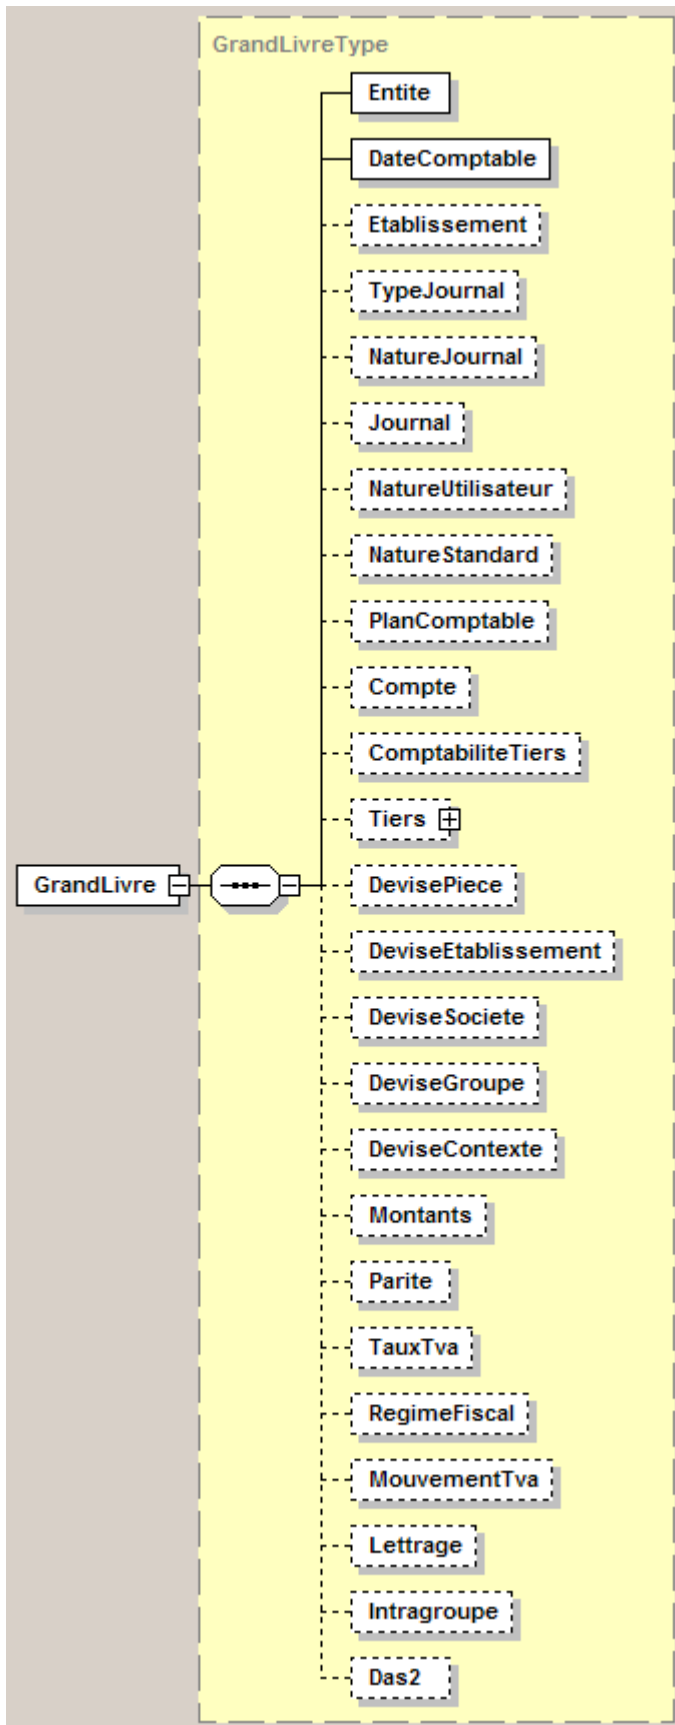 GrandLivreType
Entite
DateComptable
Etablissement
TypeJournal
NatureJournal
Journal
NatureUtilisateur
NatureStandard
PlanComptable
Compte
ComptabiliteTiers
Tiers
GrandLivre
DevisePiece
DeviseEtablissement
DeviseSociete
DeviseGroupe
DeviseContexte
Montants
Parite
TauxTva
RegimeFiscal
MouvementTva
Lettrage
Intragroupe
Das2